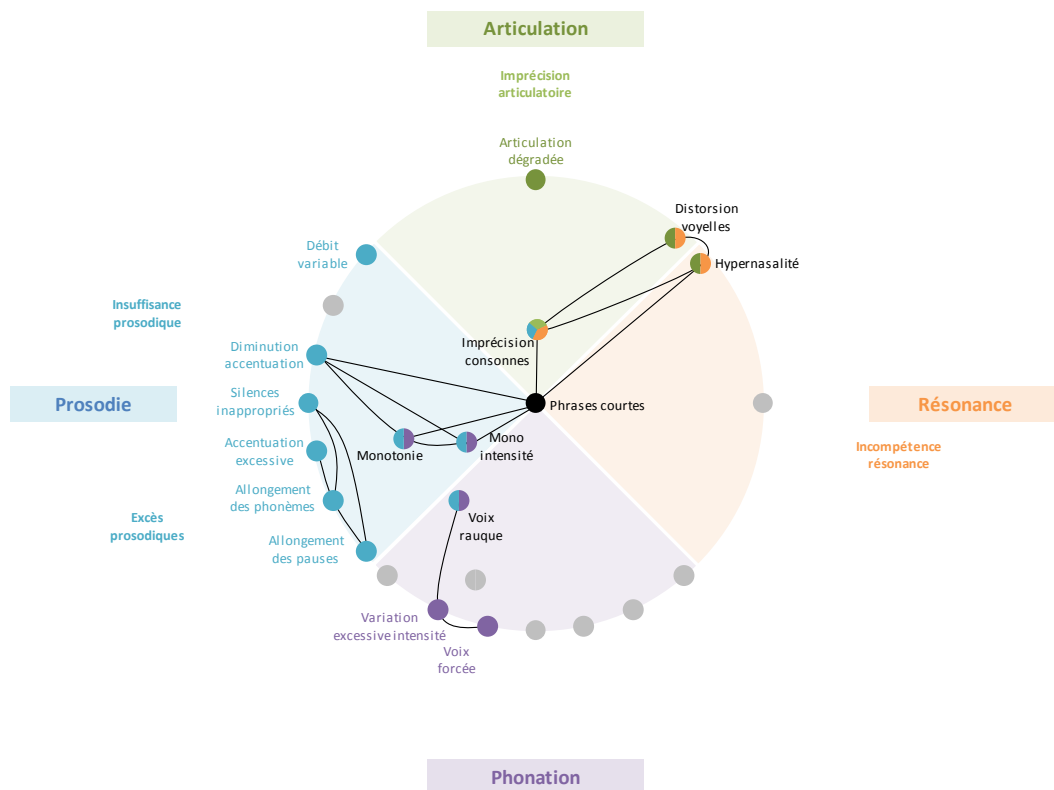 Articulation
Imprécision
articulatoire
Articulation
dégradée
Distorsion
voyelles
Hypernasalité
Débit
variable
Insuffisance
prosodique
Imprécision
consonnes
Diminution
accentuation
Silences
inappropriés
Prosodie
Phrases courtes
Résonance
Incompétence
résonance
Accentuation
excessive
Monotonie
Mono
intensité
Allongement
des phonèmes
Excès
prosodiques
Voix
rauque
Allongement
des pauses
Variation
excessive intensité
Voix
forcée
Phonation